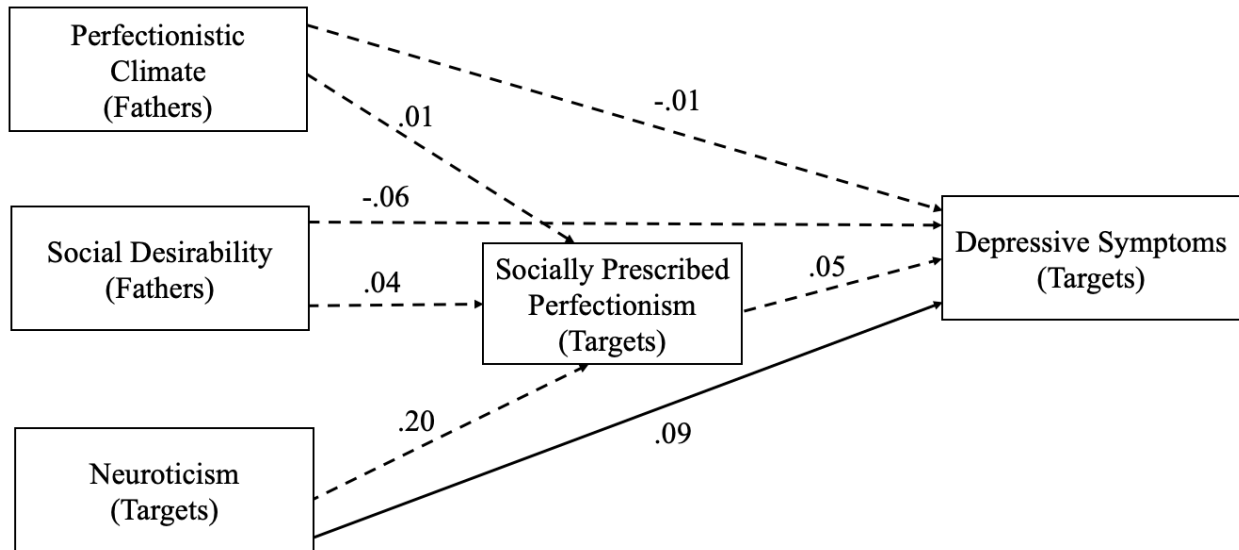 Perfectionistic
Climate
(Fathers)
-.01
.01
-.06
Social Desirability
(Fathers)
.04
Socially Prescribed
Perfectionism
(Targets)
.05
Depressive Symptoms
(Targets)
.20
.09
Neuroticism
(Targets)